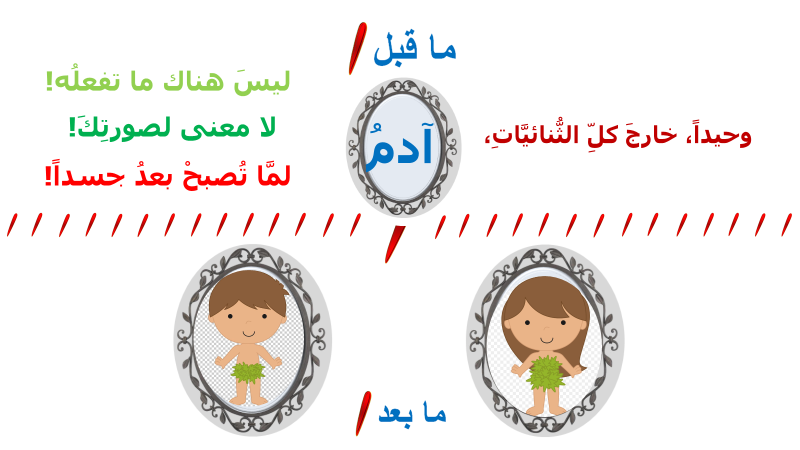 ما قبل
ليسَ هناك ما تفعلُه!
لا معنى لصورتِكَ!
لمَّا تُصبحْ بعدُ جسداً!
آدمُ
وحيداً، خارجَ كلِّ الثُّنائيَّاتِ،
ما بعد